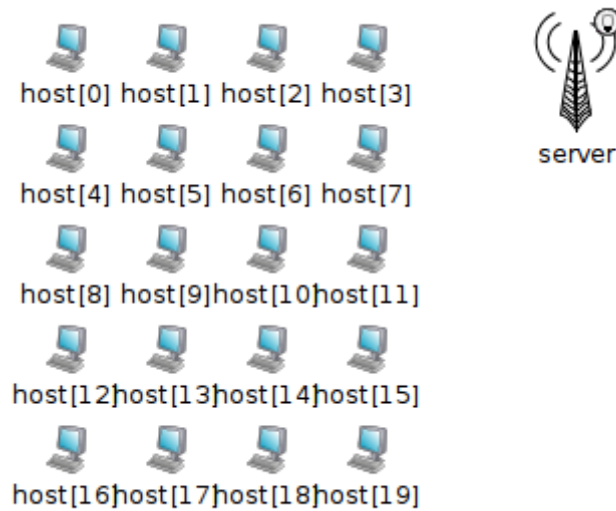 host[0] host[1] host[2] host[3]
server
host[4] host[5] host[6] host[7]
host[8] host[9] host[10] host[11]
host[12] host[13] host[14] host[15]
host[16] host[17] host[18] host[19]